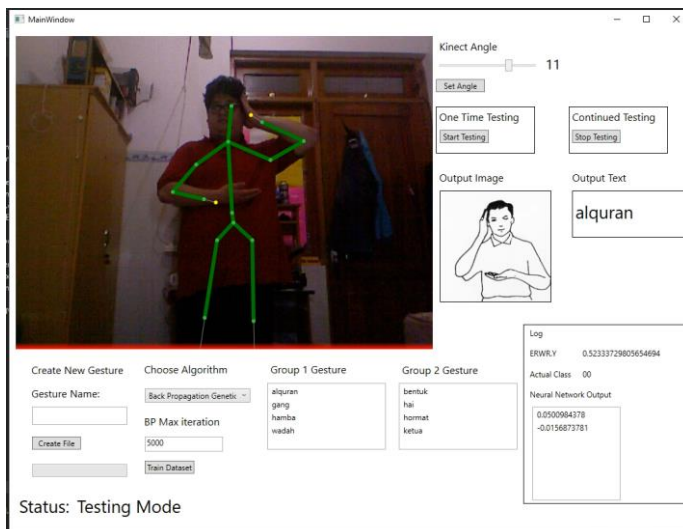 MainWindow
Kinect Angle
11
Set Angle
One Time Testing
Start Testing
Continued Testing
Stop Testing
Output Image
Output Text
alquran
Log
ERWR.Y 0.52333729805654694
Actual Class 00
Neural Network Output
0.0500984378
-0.0156873781
Create New Gesture
Gesture Name:
Create File
Choose Algorithm
Back Propagation Genetic
BP Max iteration
5000
Train Dataset
Group 1 Gesture
alquran
gang
hamba
wadah
Group 2 Gesture
bentuk
hai
hormat
ketua
Status: Testing Mode